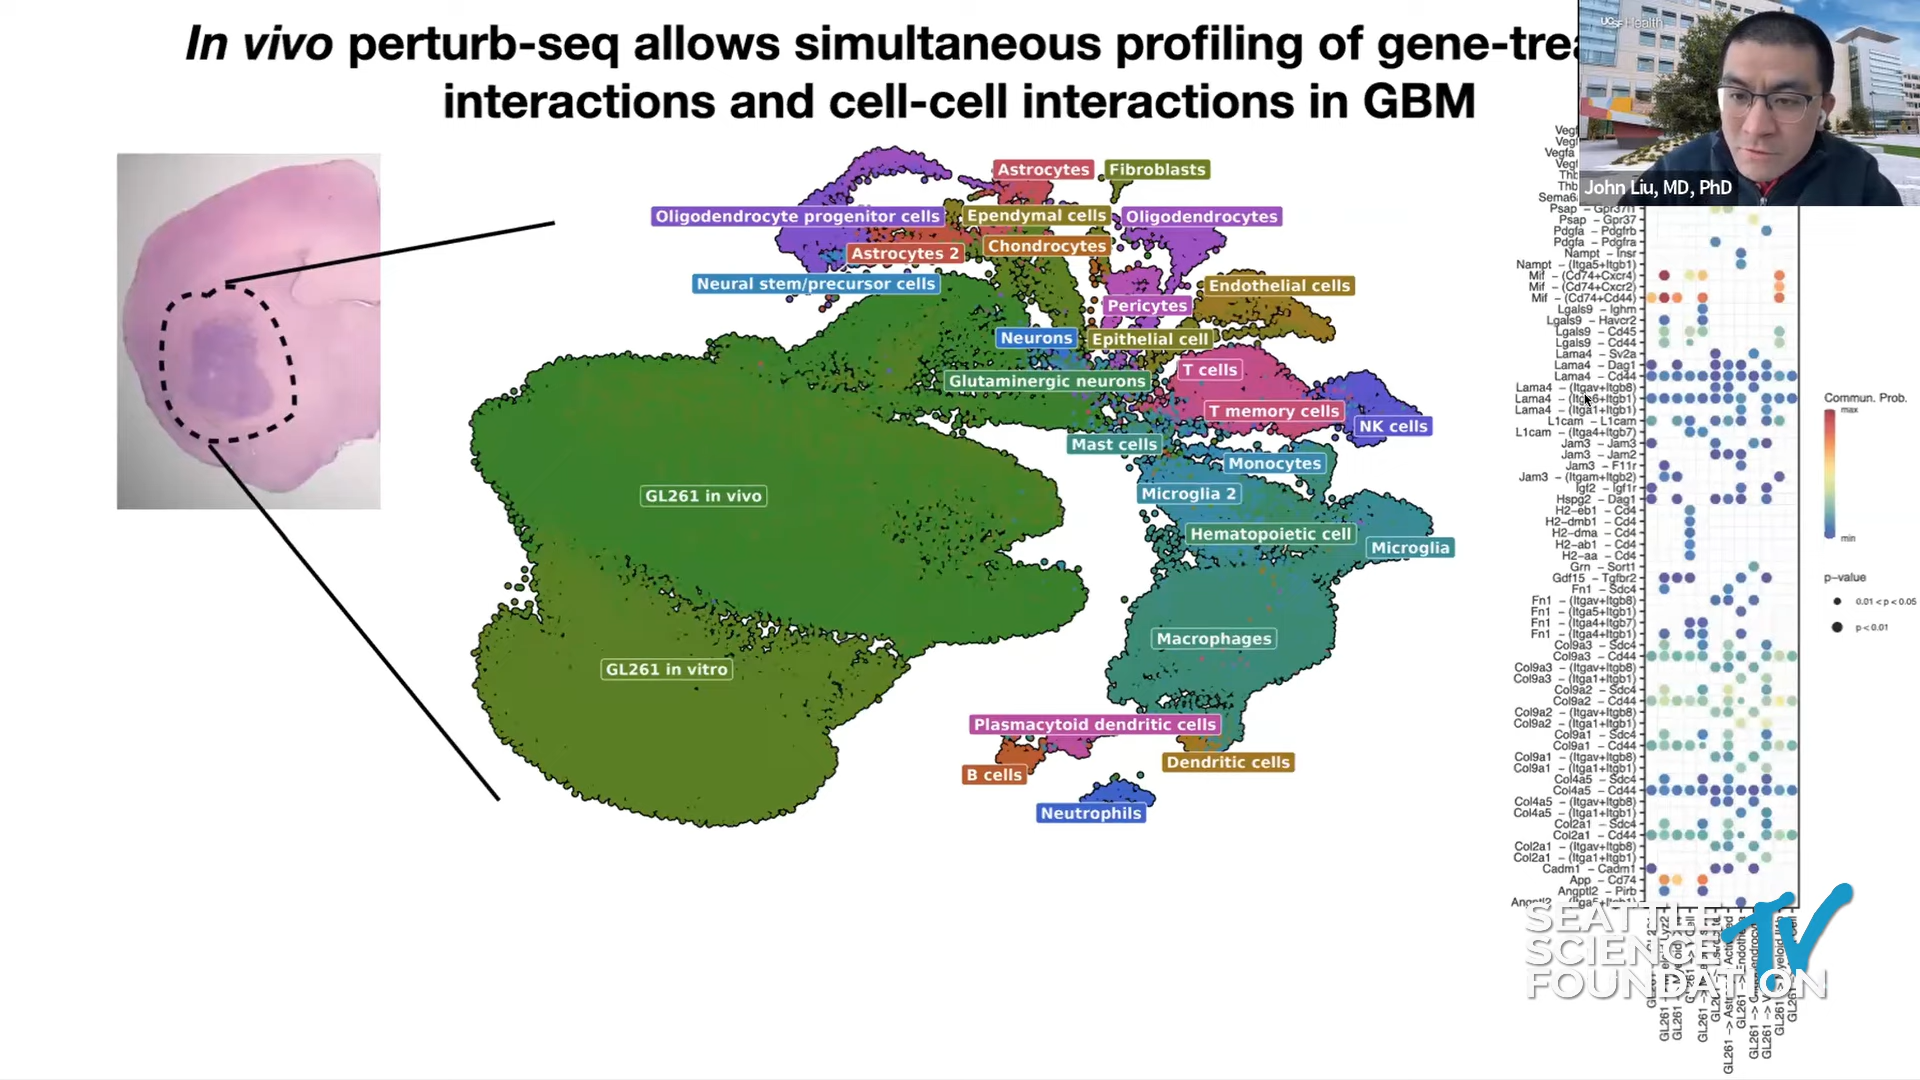 In vivo perturb-seq allows simultaneous profiling of gene-trea
interactions and cell-cell interactions in GBM
UCSF Health
John Liu, MD, PhD
Astrocytes
Fibroblasts
Oligodendrocyte progenitor cells
Ependymal cells
Oligodendrocytes
Astrocytes 2
Chondrocytes
Neural stem/precursor cells
Endothelial cells
Pericytes
Neurons
Epithelial cell
T cells
Glutaminergic neurons
T memory cells
NK cells
Mast cells
Monocytes
Microglia 2
GL261 in vivo
Hematopoietic cell
Microglia
Macrophages
GL261 in vitro
Plasmacytoid dendritic cells
Dendritic cells
B cells
Neutrophils
Vegfa
Sema6
Psap - Gpr37l1
Psap - Gpr37
Pdgfa - Pdgfrb
Pdgfa - Pdgfra
Nampt - Insr
Nampt - (Itga5+Itgb1)
Mif - (Cd74+Cxcr4)
Mif - (Cd74+Cxcr2)
Mif - (Cd74+Cd44)
Lgals9 - Ighm
Lgals9 - Havcr2
Lgals9 - Cd45
Lgals9 - Cd44
Lama4 - Sv2a
Lama4 - Dag1
Lama4 - Cd44
Lama4 - (Itgav+Itgb8)
Lama4 - (Itga6+Itgb1)
Lama4 - (Itga1+Itgb1)
L1cam - L1cam
L1cam - (Itga4+Itgb7)
Jam3 - Jam3
Jam3 - Jam2
Jam3 - F11r
Jam3 - (Itgam+Itgb2)
Igf2 - Igf1r
Hspg2 - Dag1
H2-eb1 - Cd4
H2-dmb1 - Cd4
H2-dma - Cd4
H2-ab1 - Cd4
H2-aa - Cd4
Grn - Sort1
Gdf15 - Tgfbr2
Fn1 - Sdc4
Fn1 - (Itgav+Itgb8)
Fn1 - (Itga5+Itgb1)
Fn1 - (Itga4+Itgb7)
Fn1 - (Itga4+Itgb1)
Col9a3 - Sdc4
Col9a3 - Cd44
Col9a3 - (Itgav+Itgb8)
Col9a3 - (Itga1+Itgb1)
Col9a2 - Sdc4
Col9a2 - Cd44
Col9a2 - (Itgav+Itgb8)
Col9a2 - (Itga1+Itgb1)
Col9a1 - Sdc4
Col9a1 - Cd44
Col9a1 - (Itgav+Itgb8)
Col9a1 - (Itga1+Itgb1)
Col4a5 - Sdc4
Col4a5 - Cd44
Col4a5 - (Itgav+Itgb8)
Col4a5 - (Itga1+Itgb1)
Col2a1 - Sdc4
Col2a1 - Cd44
Col2a1 - (Itgav+Itgb8)
Col2a1 - (Itga1+Itgb1)
Cadm1 - Cadm1
App - Cd74
Angptl2 - Pirb
Commun. Prob.
max
min
p-value
0.01 < p < 0.05
p < 0.01
SEATTLE
SCIENCE
FOUNDATION
TV